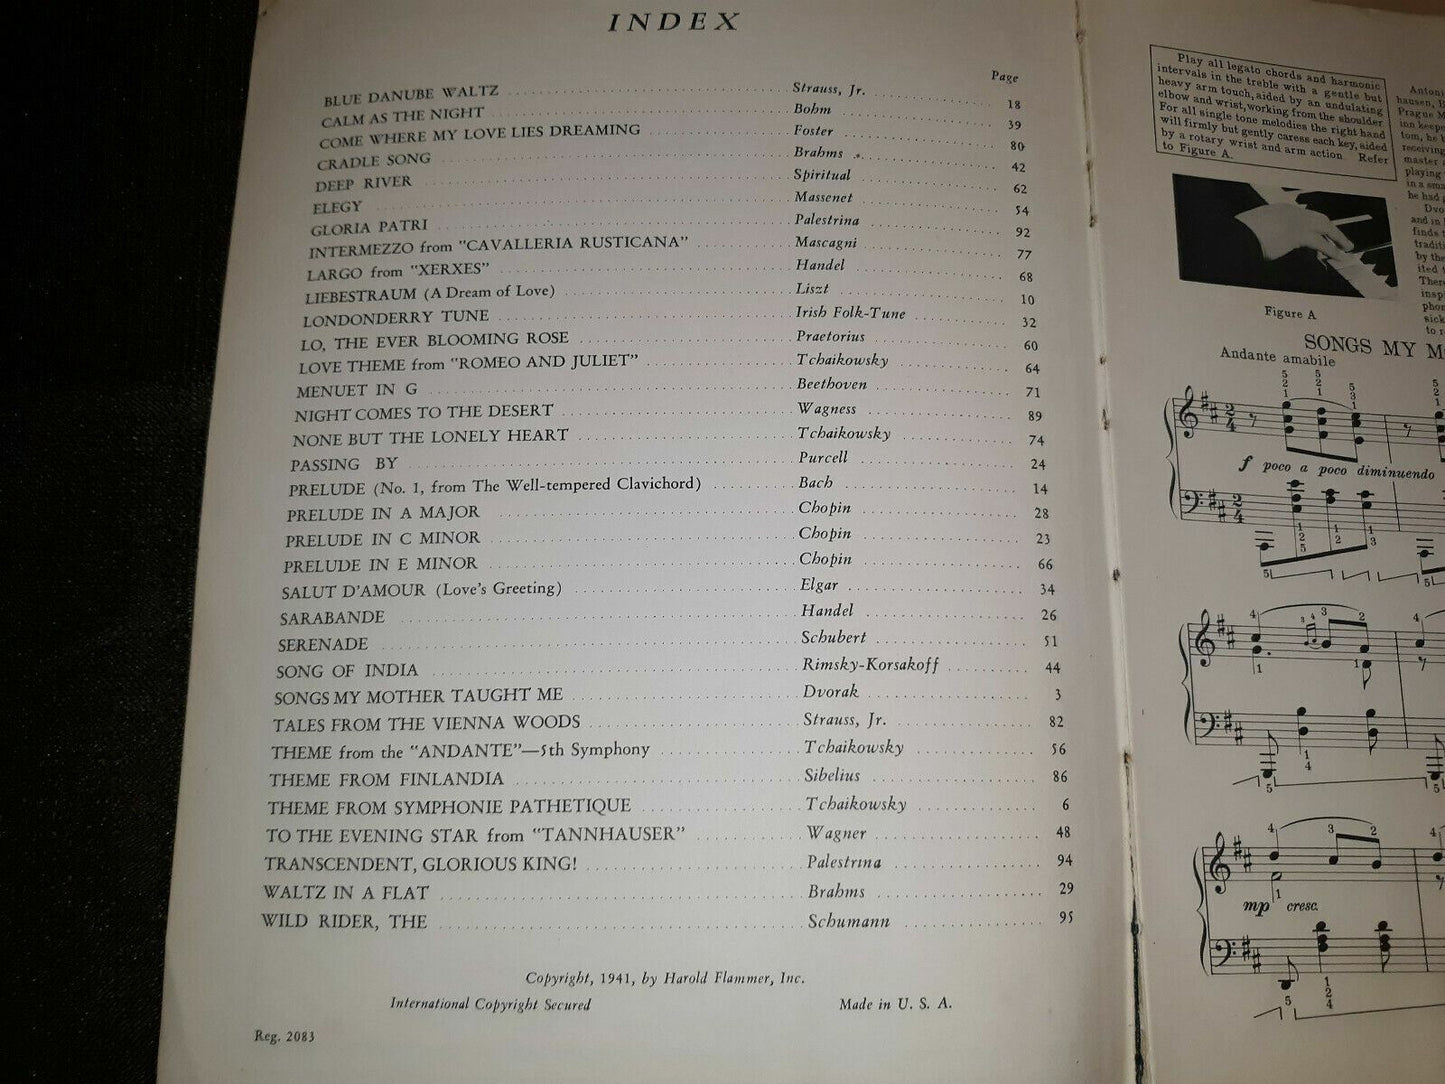 INDEX
Page
BLUE DANUBE WALTZ Strauss, Jr. 18
CALM AS THE NIGHT Bohm 39
COME WHERE MY LOVE LIES DREAMING Foster 80
CRADLE SONG Brahms 42
DEEP RIVER Spiritual 62
ELEGY Massenet 54
GLORIA PATRI Palestrina 92
INTERMEZZO from "CAVALLERIA RUSTICANA" Mascagni 77
LARGO from "XERXES" Handel 68
LIEBESTRAUM (A Dream of Love) Liszt 10
LONDONDERRY TUNE Irish Folk-Tune 32
LO, THE EVER BLOOMING ROSE Praetorius 60
LOVE THEME from "ROMEO AND JULIET" Tchaikowsky 64
MENUET IN G Beethoven 71
NIGHT COMES TO THE DESERT Wagness 89
NONE BUT THE LONELY HEART Tchaikowsky 74
PASSING BY Purcell 24
PRELUDE (No. 1, from The Well-tempered Clavichord) Bach 14
PRELUDE IN A MAJOR Chopin 28
PRELUDE IN C MINOR Chopin 23
PRELUDE IN E MINOR Chopin 66
SALUT D'AMOUR (Love's Greeting) Elgar 34
SARABANDE Handel 26
SERENADE Schubert 51
SONG OF INDIA Rimsky-Korsakoff 44
SONGS MY MOTHER TAUGHT ME Dvorak 3
TALES FROM THE VIENNA WOODS Strauss, Jr. 82
THEME from the "ANDANTE"—5th Symphony Tchaikowsky 56
THEME FROM FINLANDIA Sibelius 86
THEME FROM SYMPHONIE PATHETIQUE Tchaikowsky 6
TO THE EVENING STAR from "TANNHAUSER" Wagner 48
TRANSCENDENT, GLORIOUS KING! Palestrina 94
WALTZ IN A FLAT Brahms 29
WILD RIDER, THE Schumann 95
Copyright, 1941, by Harold Flammer, Inc.
International Copyright Secured Made in U. S. A.
Reg. 2083
Play all legato chords and harmonic
intervals in the treble with a gentle but
heavy arm touch, aided by an undulating
elbow and wrist, working from the shoulder
For all single tone melodies the right hand
will firmly but gently caress each key, aided
by a rotary wrist and arm action Refer
to Figure A
Figure A
SONGS MY M
Andante amabile
f poco a poco diminuendo
mp cresc.